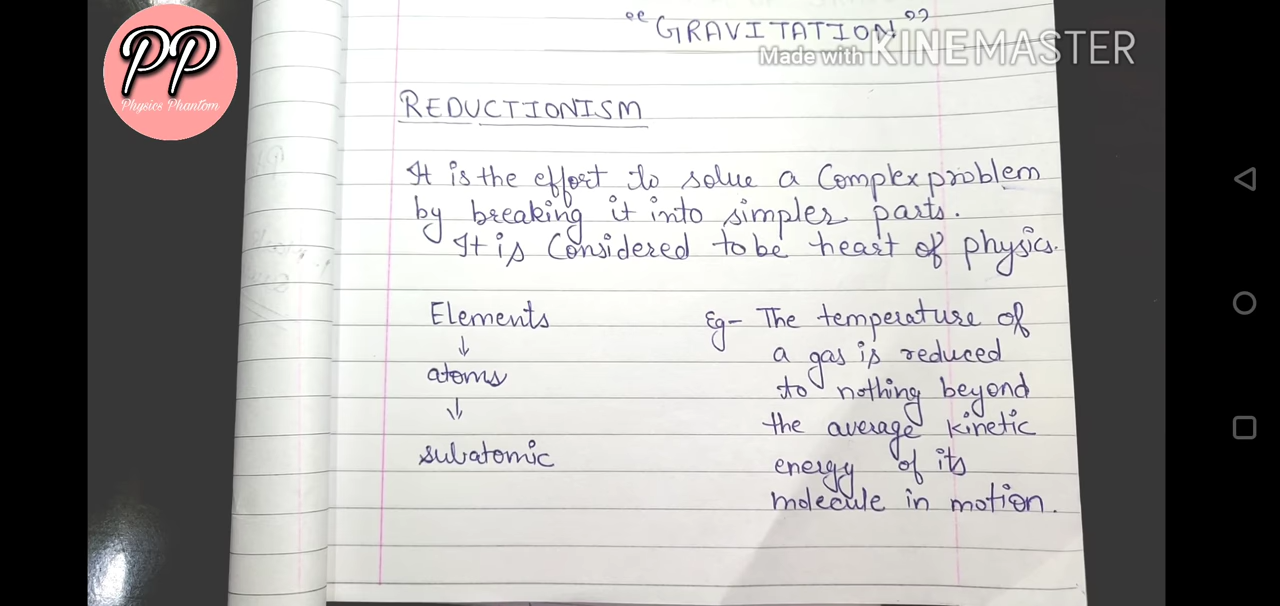 PP
Physics Phantom
"GRAVITATION"
Made with KINEMASTER
REDUCTIONISM
It is the effort to solve a Complex problem
by breaking it into simpler parts.
It is Considered to be heart of physics.
Elements
↓
atoms
↓
subatomic
Eg- The temperature of
a gas is reduced
to nothing beyond
the average kinetic
energy of its
molecule in motion.